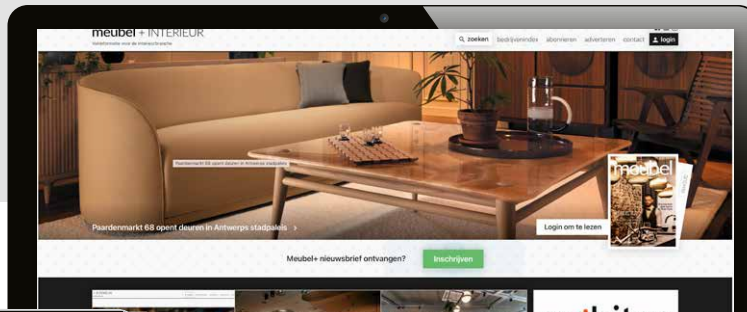 meubel + INTERIEUR
zoeken bedrijvenindex abonneren adverteren contact login
Paardenmarkt 68 opent deuren in Antwerps stadpaleis
meubel
Paardenmarkt 68 opent deuren in Antwerps stadpaleis >
Login om te lezen
Meubel+ nieuwsbrief ontvangen?
Inschrijven